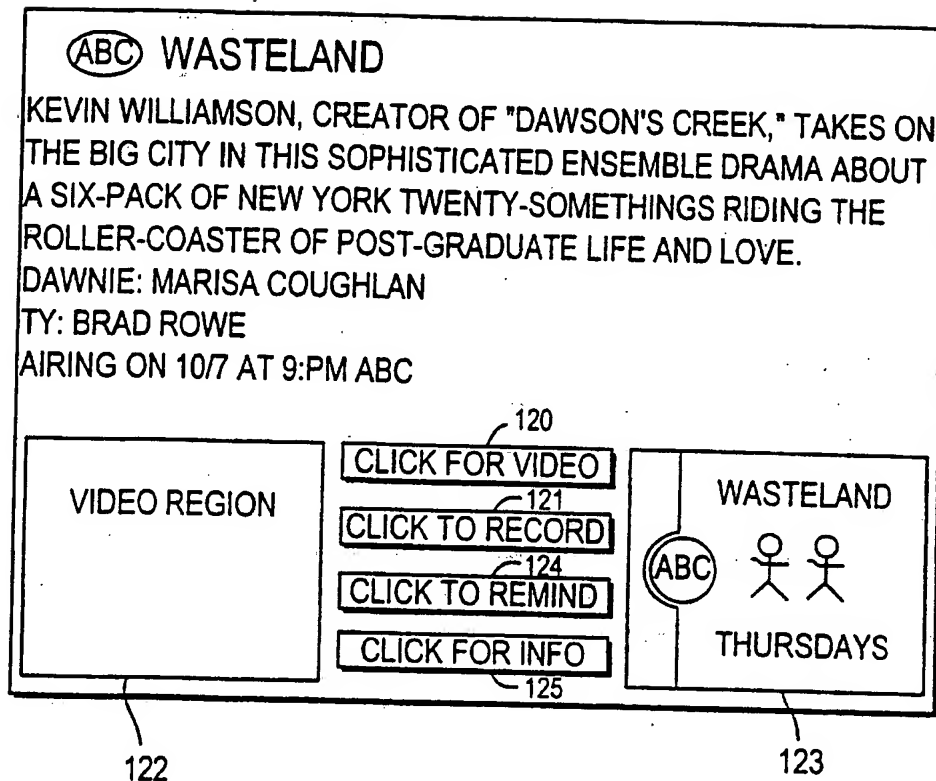 ABC WASTELAND
KEVIN WILLIAMSON, CREATOR OF "DAWSON'S CREEK," TAKES ON
THE BIG CITY IN THIS SOPHISTICATED ENSEMBLE DRAMA ABOUT
A SIX-PACK OF NEW YORK TWENTY-SOMETHINGS RIDING THE
ROLLER-COASTER OF POST-GRADUATE LIFE AND LOVE.
DAWNIE: MARISA COUGHLAN
TY: BRAD ROWE
AIRING ON 10/7 AT 9:PM ABC
VIDEO REGION
120
CLICK FOR VIDEO
121
CLICK TO RECORD
124
CLICK TO REMIND
CLICK FOR INFO
125
WASTELAND
ABC
THURSDAYS
122
123